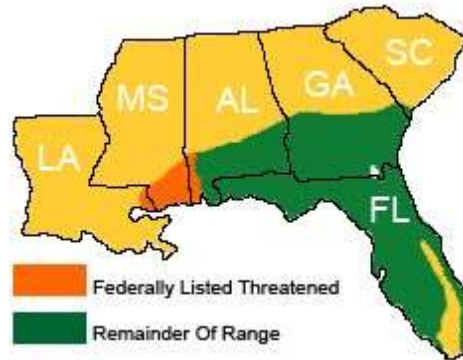 SC
GA
MS
AL
LA
FL
Federally Listed Threatened
Remainder Of Range